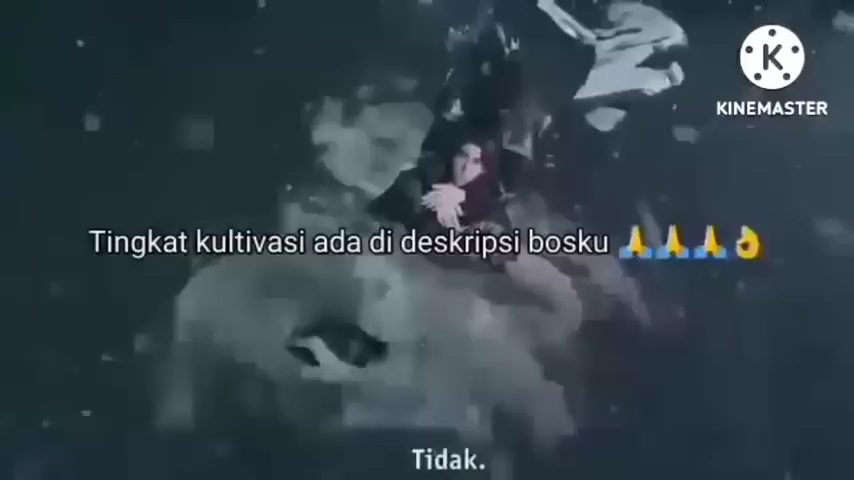 KINEMASTER
Tingkat kultivasi ada di deskripsi bosku 🙏🙏🙏👌
Tidak.